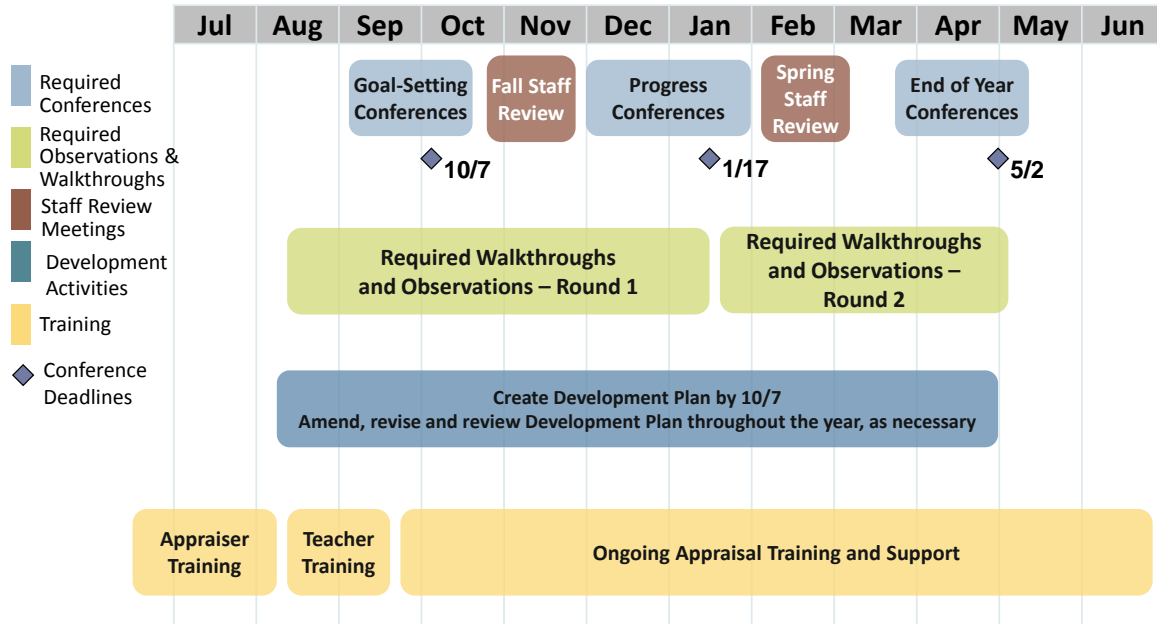 Jul Aug Sep Oct Nov Dec Jan Feb Mar Apr May Jun
Required
Conferences
Required
Observations &
Walkthroughs
Staff Review
Meetings
Development
Activities
Training
Conference
Deadlines
Goal-Setting
Conferences
Fall Staff
Review
Progress
Conferences
Spring
Staff
Review
End of Year
Conferences
10/7
1/17
5/2
Required Walkthroughs
and Observations – Round 1
Required Walkthroughs
and Observations –
Round 2
Create Development Plan by 10/7
Amend, revise and review Development Plan throughout the year, as necessary
Appraiser
Training
Teacher
Training
Ongoing Appraisal Training and Support